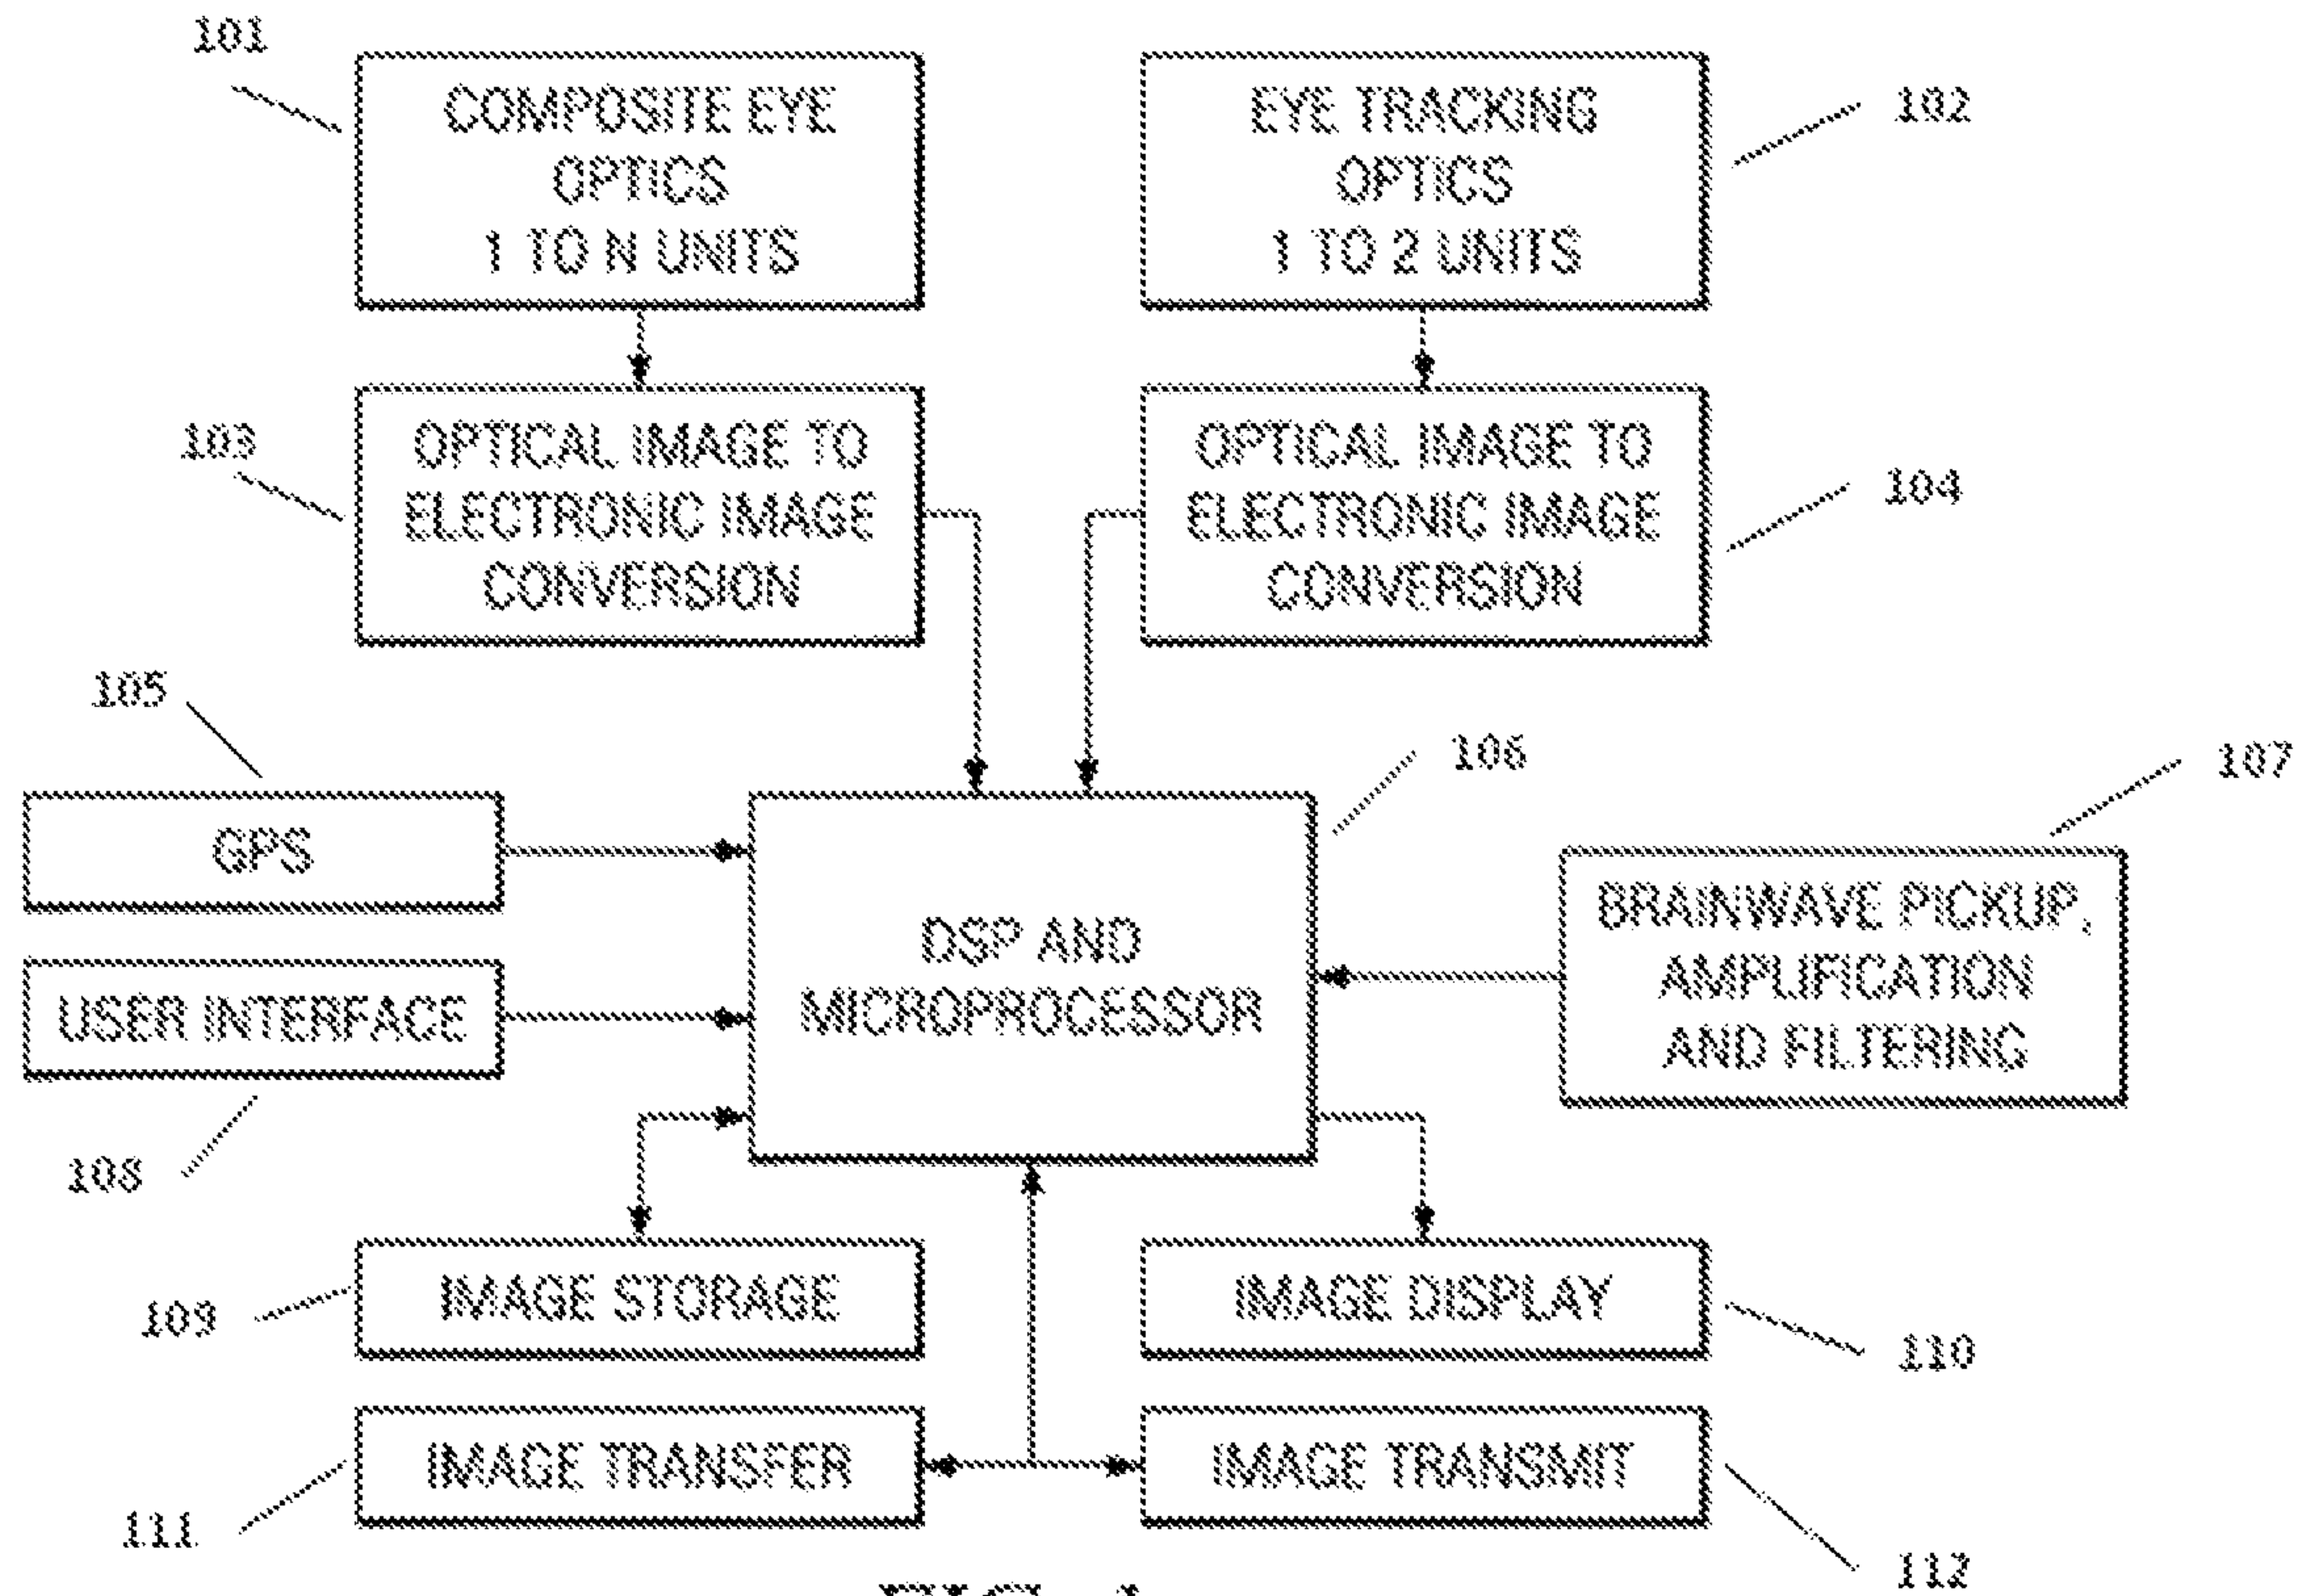 101
COMPOSITE EYE
OPTICS
1 TO N UNITS
EYE TRACKING
OPTICS
1 TO 2 UNITS
102
103
OPTICAL IMAGE TO
ELECTRONIC IMAGE
CONVERSION
OPTICAL IMAGE TO
ELECTRONIC IMAGE
CONVERSION
104
105
GPS
106
107
DSP AND
MICROPROCESSOR
BRAINWAVE PICKUP,
AMPLIFICATION
AND FILTERING
USER INTERFACE
108
109
IMAGE STORAGE
IMAGE DISPLAY
110
111
IMAGE TRANSFER
IMAGE TRANSMIT
112